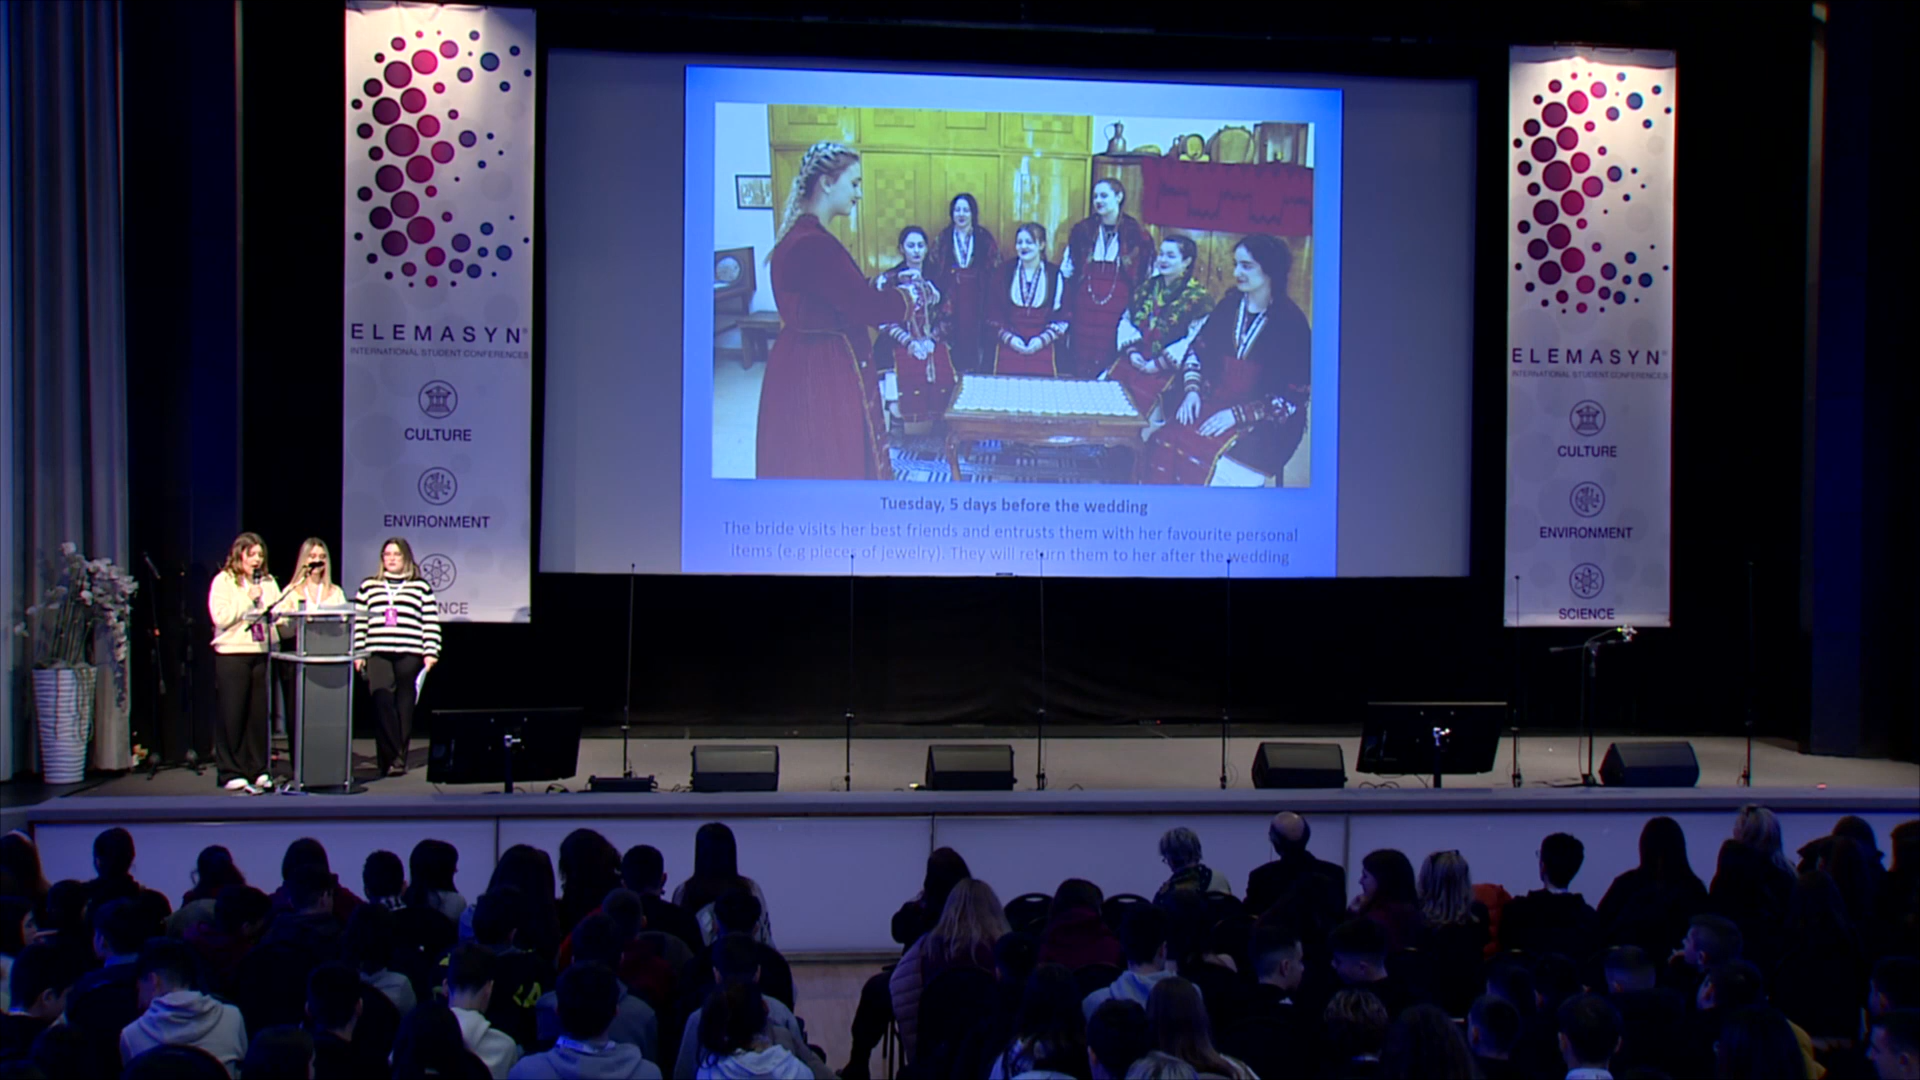 ELEMASYN®
INTERNATIONAL STUDENT CONFERENCES
CULTURE
ENVIRONMENT
NCE
Tuesday, 5 days before the wedding
The bride visits her best friends and entrusts them with her favourite personal
items (e.g pieces of jewelry). They will return them to her after the wedding
ELEMASYN®
INTERNATIONAL STUDENT CONFERENCES
CULTURE
ENVIRONMENT
SCIENCE